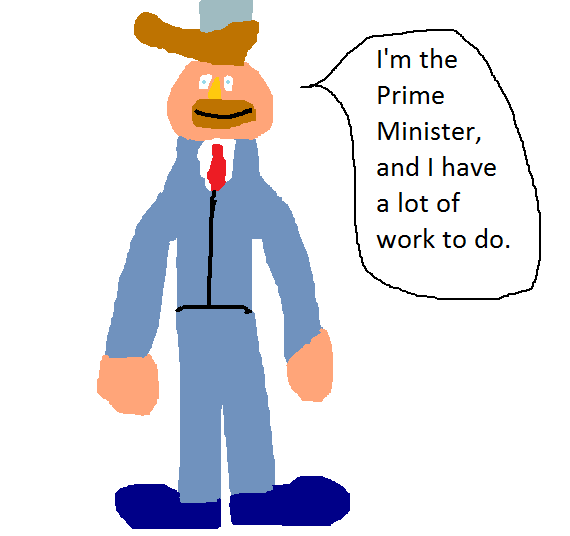 I'm the
Prime
Minister,
and I have
a lot of
work to do.